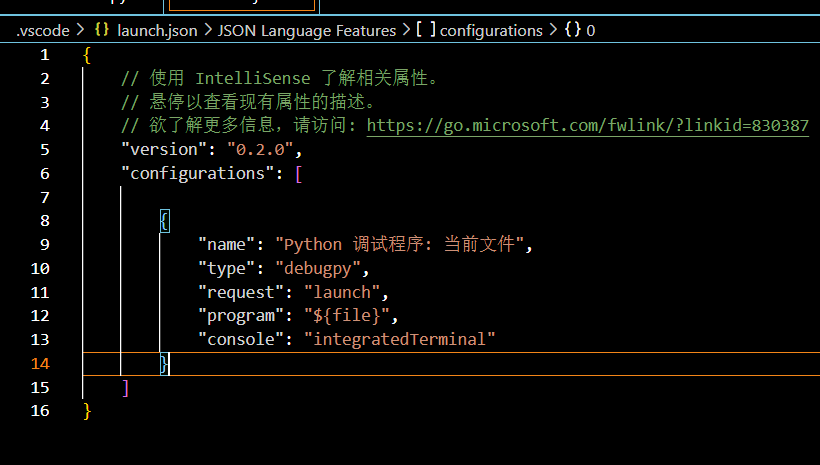 .vscode > {} launch.json > JSON Language Features > [ ] configurations > {} 0
1 {
2 // 使用 IntelliSense 了解相关属性。
3 // 悬停以查看现有属性的描述。
4 // 欲了解更多信息，请访问: https://go.microsoft.com/fwlink/?linkid=830387
5 "version": "0.2.0",
6 "configurations": [
7
8 {
9 "name": "Python 调试程序: 当前文件",
10 "type": "debugpy",
11 "request": "launch",
12 "program": "${file}",
13 "console": "integratedTerminal"
14 }
15 ]
16 }